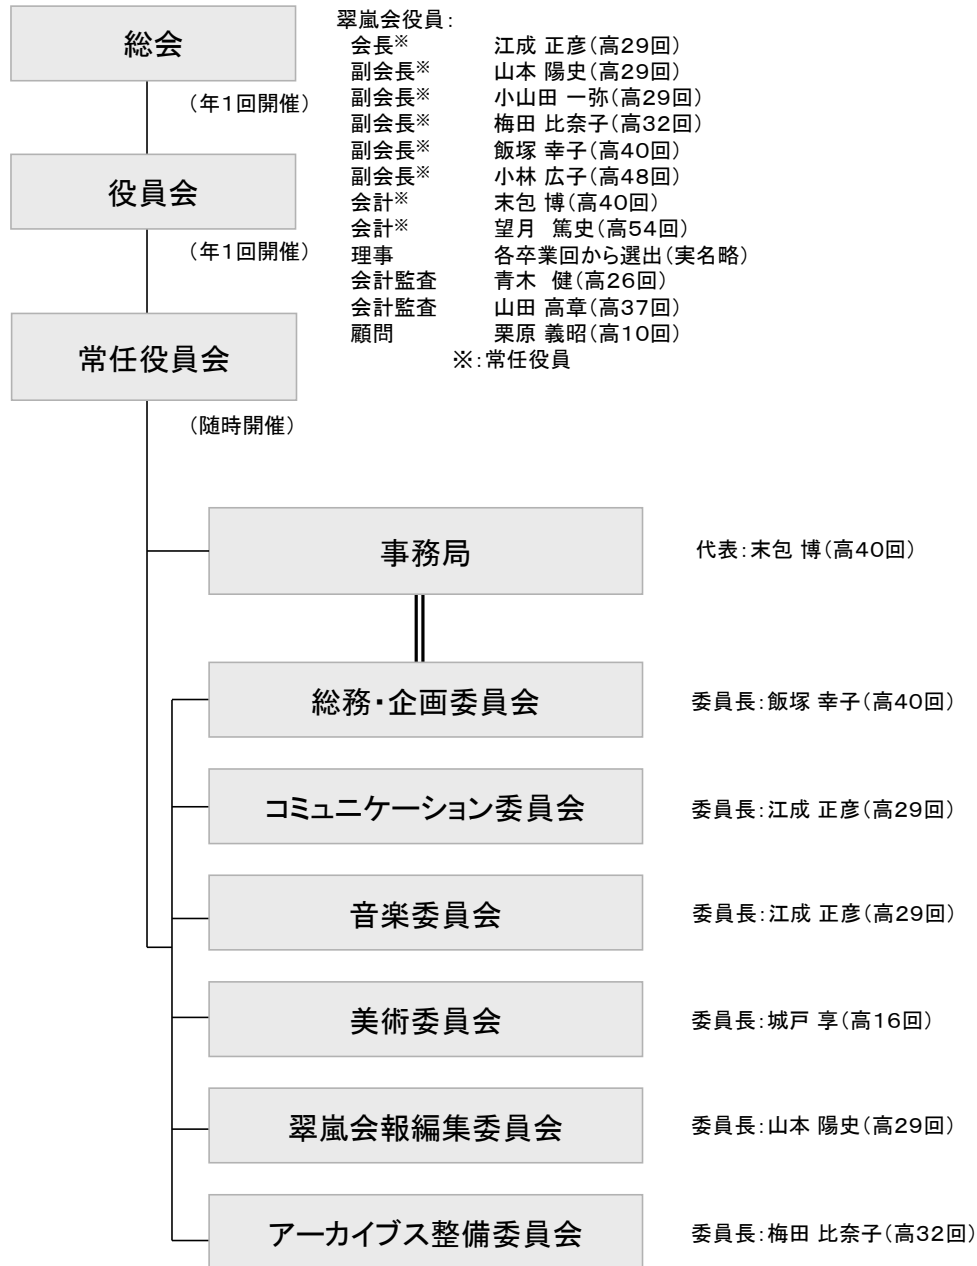 総会
(年1回開催)
役員会
(年1回開催)
常任役員会
(随時開催)
翠嵐会役員:
会長※ 江成 正彦(高29回)
副会長※ 山本 陽史(高29回)
副会長※ 小山田 一弥(高29回)
副会長※ 梅田 比奈子(高32回)
副会長※ 飯塚 幸子(高40回)
副会長※ 小林 広子(高48回)
会計※ 末包 博(高40回)
会計※ 望月 篤史(高54回)
理事 各卒業回から選出(実名略)
会計監査 青木 健(高26回)
会計監査 山田 高章(高37回)
顧問 栗原 義昭(高10回)
※:常任役員
事務局 代表:末包 博(高40回)
総務・企画委員会 委員長:飯塚 幸子(高40回)
コミュニケーション委員会 委員長:江成 正彦(高29回)
音楽委員会 委員長:江成 正彦(高29回)
美術委員会 委員長:城戸 享(高16回)
翠嵐会報編集委員会 委員長:山本 陽史(高29回)
アーカイブス整備委員会 委員長:梅田 比奈子(高32回)